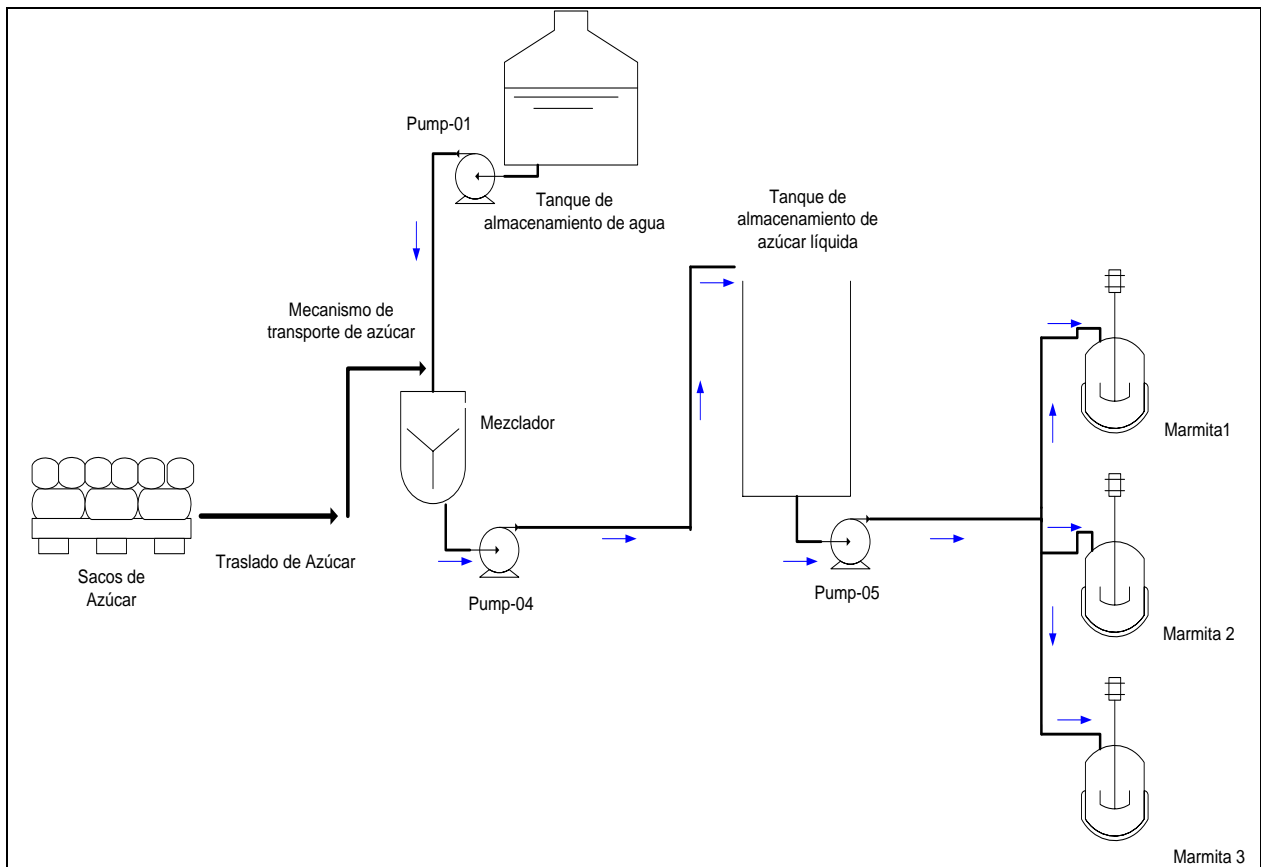 Pump-01
Tanque de
almacenamiento de agua
Tanque de
almacenamiento de
azúcar líquida
Mecanismo de
transporte de azúcar
Mezclador
Marmita1
Sacos de
Azúcar
Traslado de Azúcar
Pump-04
Pump-05
Marmita 2
Marmita 3